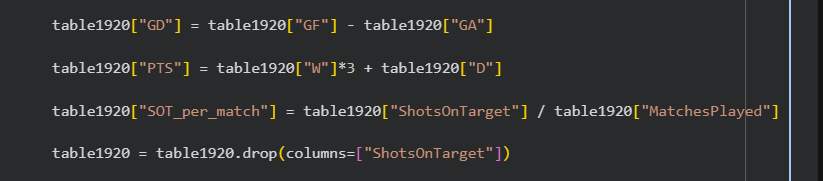 table1920["GD"] = table1920["GF"] - table1920["GA"]
table1920["PTS"] = table1920["W"]*3 + table1920["D"]
table1920["SOT_per_match"] = table1920["ShotsOnTarget"] / table1920["MatchesPlayed"]
table1920 = table1920.drop(columns=["ShotsOnTarget"])